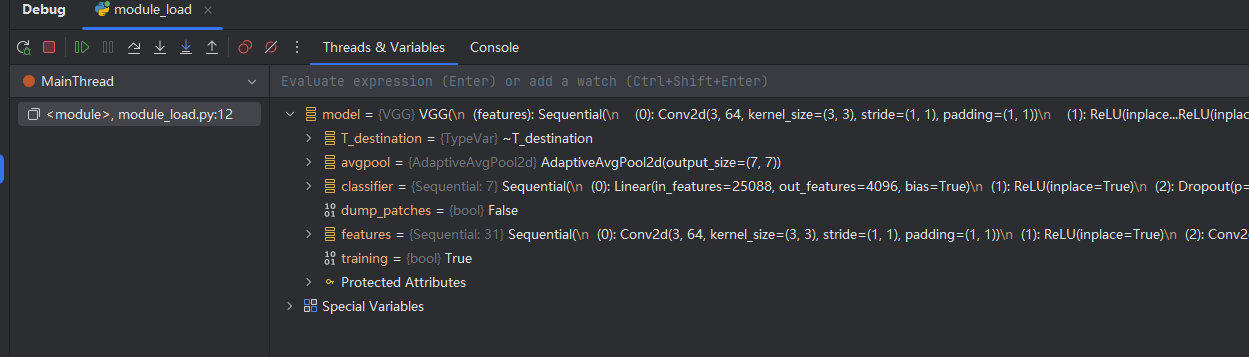 Debug module_load ×
Threads & Variables Console
MainThread
Evaluate expression (Enter) or add a watch (Ctrl+Shift+Enter)
<module>, module_load.py:12
model = {VGG} VGG(\n (features): Sequential(\n (0): Conv2d(3, 64, kernel_size=(3, 3), stride=(1, 1), padding=(1, 1))\n (1): ReLU(inplace...ReLU(inpla
T_destination = {TypeVar} ~T_destination
avgpool = {AdaptiveAvgPool2d} AdaptiveAvgPool2d(output_size=(7, 7))
classifier = {Sequential: 7} Sequential(\n (0): Linear(in_features=25088, out_features=4096, bias=True)\n (1): ReLU(inplace=True)\n (2): Dropout(p=
10
01 dump_patches = {bool} False
features = {Sequential: 31} Sequential(\n (0): Conv2d(3, 64, kernel_size=(3, 3), stride=(1, 1), padding=(1, 1))\n (1): ReLU(inplace=True)\n (2): Conv2
10
01 training = {bool} True
Protected Attributes
Special Variables